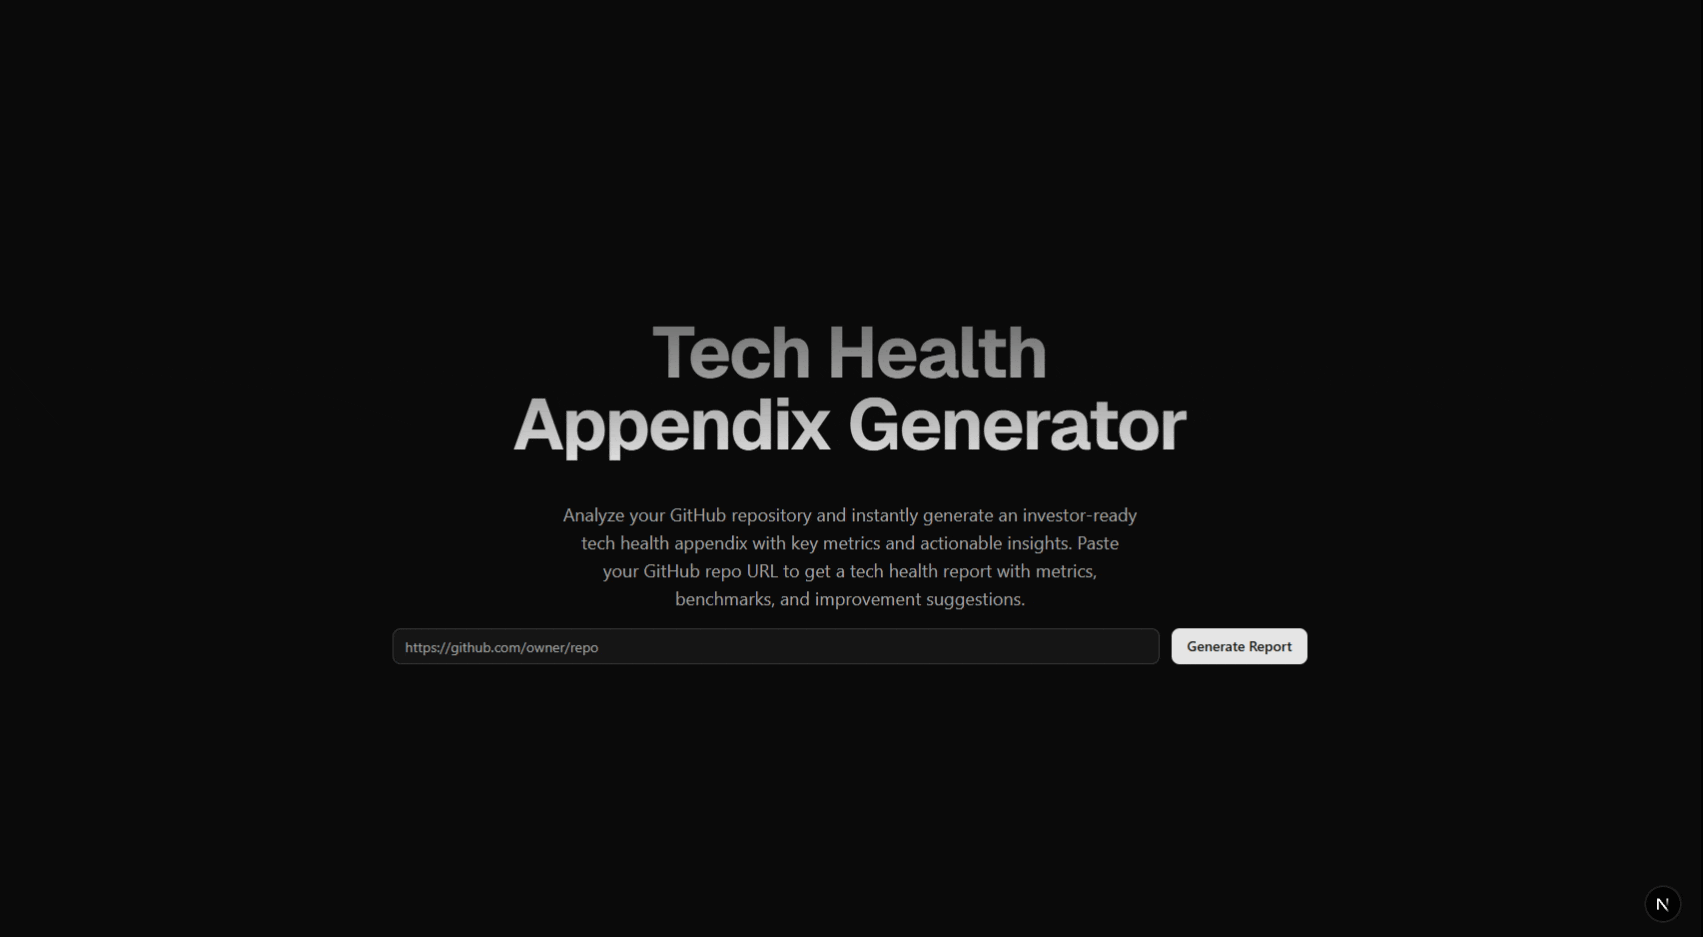 Tech Health
Appendix Generator
Analyze your GitHub repository and instantly generate an investor-ready
tech health appendix with key metrics and actionable insights. Paste
your GitHub repo URL to get a tech health report with metrics,
benchmarks, and improvement suggestions.
https://github.com/owner/repo
Generate Report
N